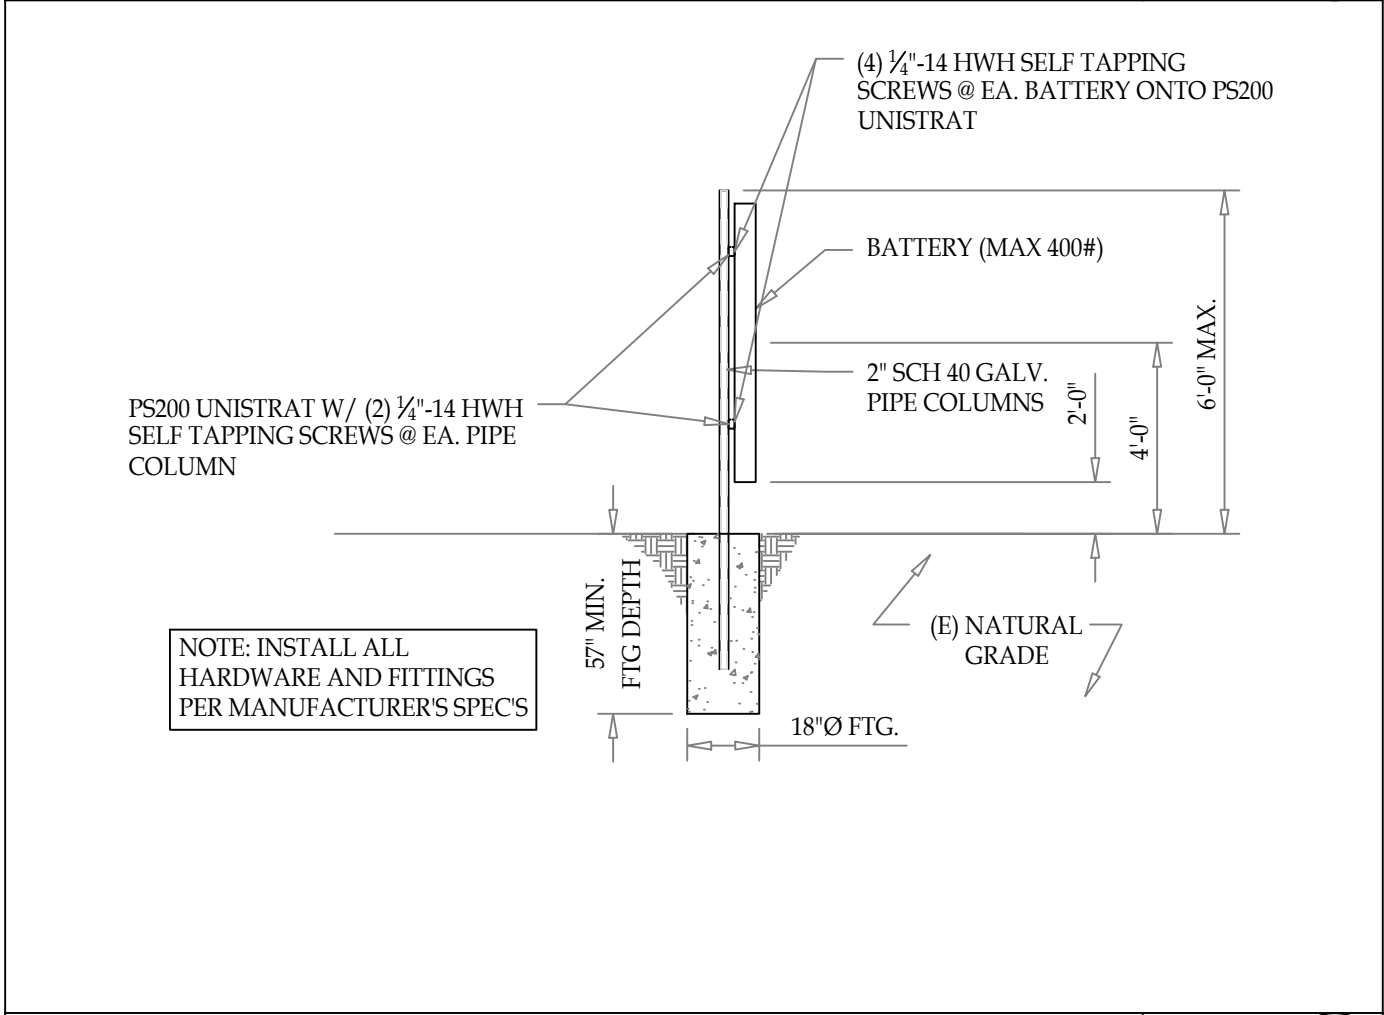 (4) 1/4"-14 HWH SELF TAPPING
SCREWS @ EA. BATTERY ONTO PS200
UNISTRAT
BATTERY (MAX 400#)
6'-0" MAX.
2" SCH 40 GALV.
PIPE COLUMNS
2'-0"
4'-0"
PS200 UNISTRAT W/ (2) 1/4"-14 HWH
SELF TAPPING SCREWS @ EA. PIPE
COLUMN
57" MIN.
FTG DEPTH
(E) NATURAL
GRADE
NOTE: INSTALL ALL
HARDWARE AND FITTINGS
PER MANUFACTURER'S SPEC'S
18"Ø FTG.